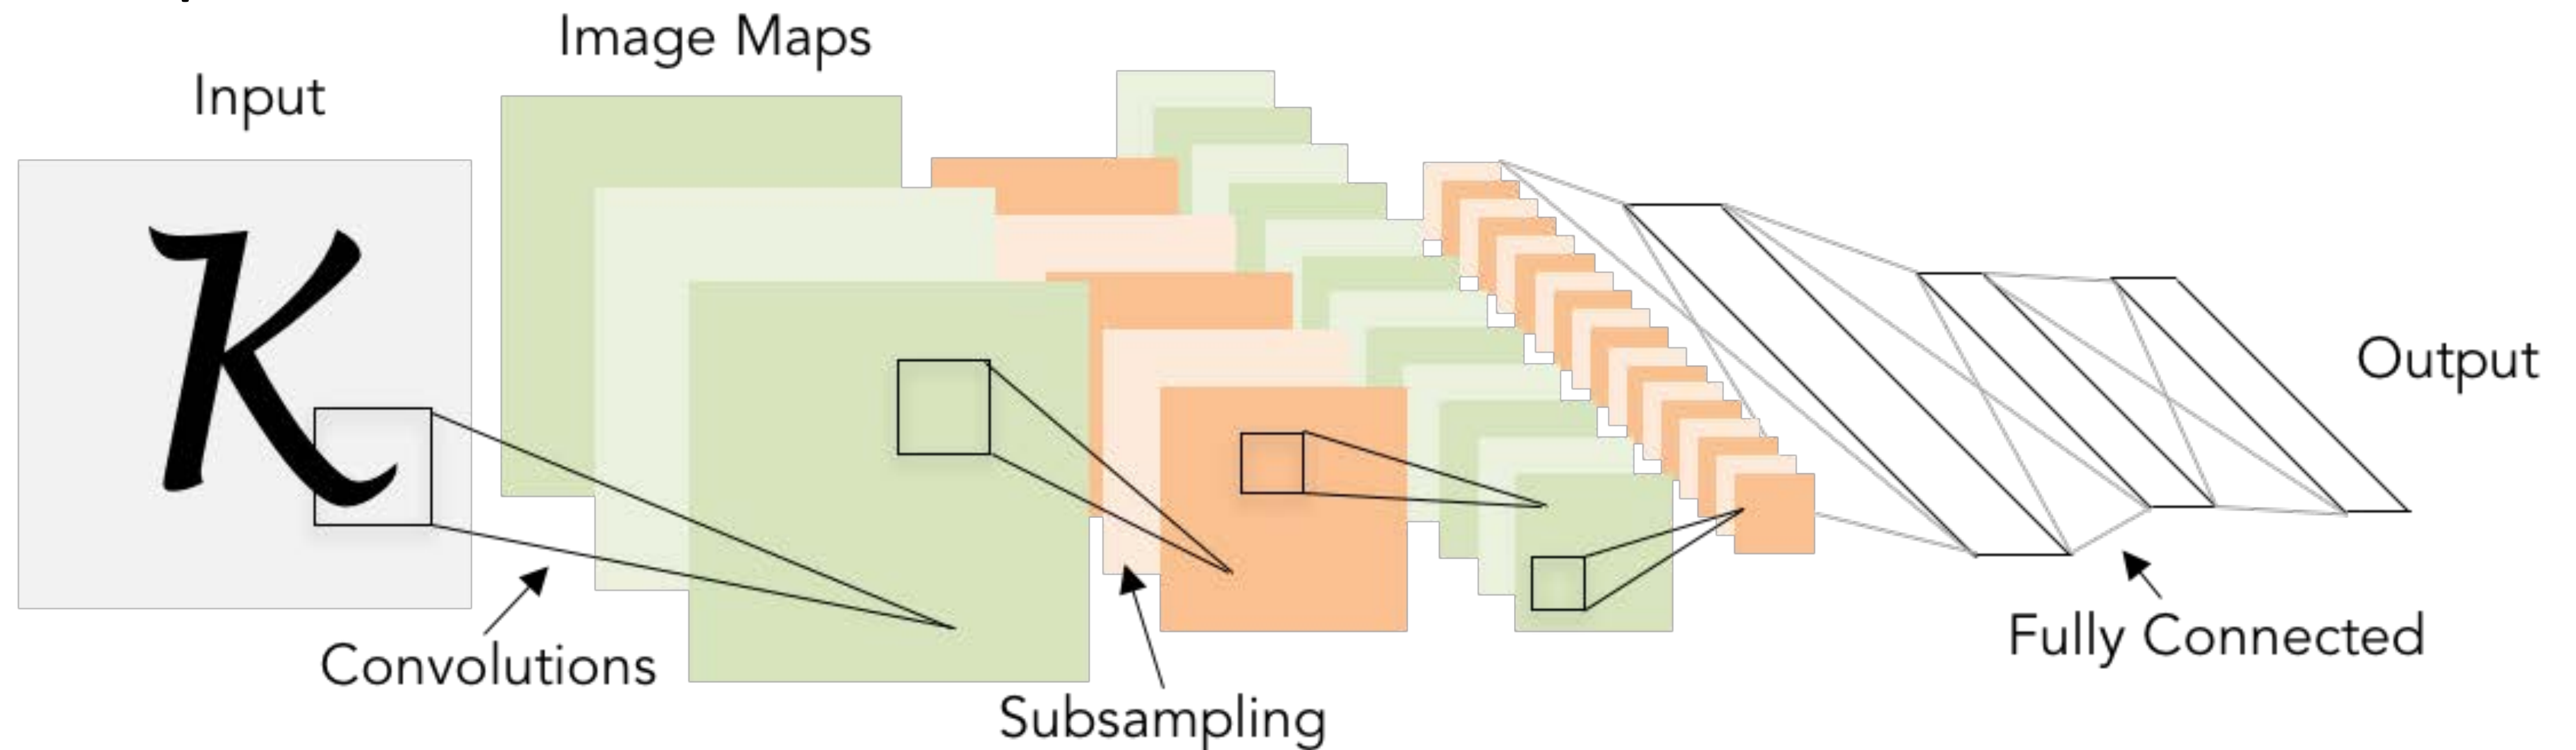 Image Maps
Input
K
Output
Convolutions
Fully Connected
Subsampling